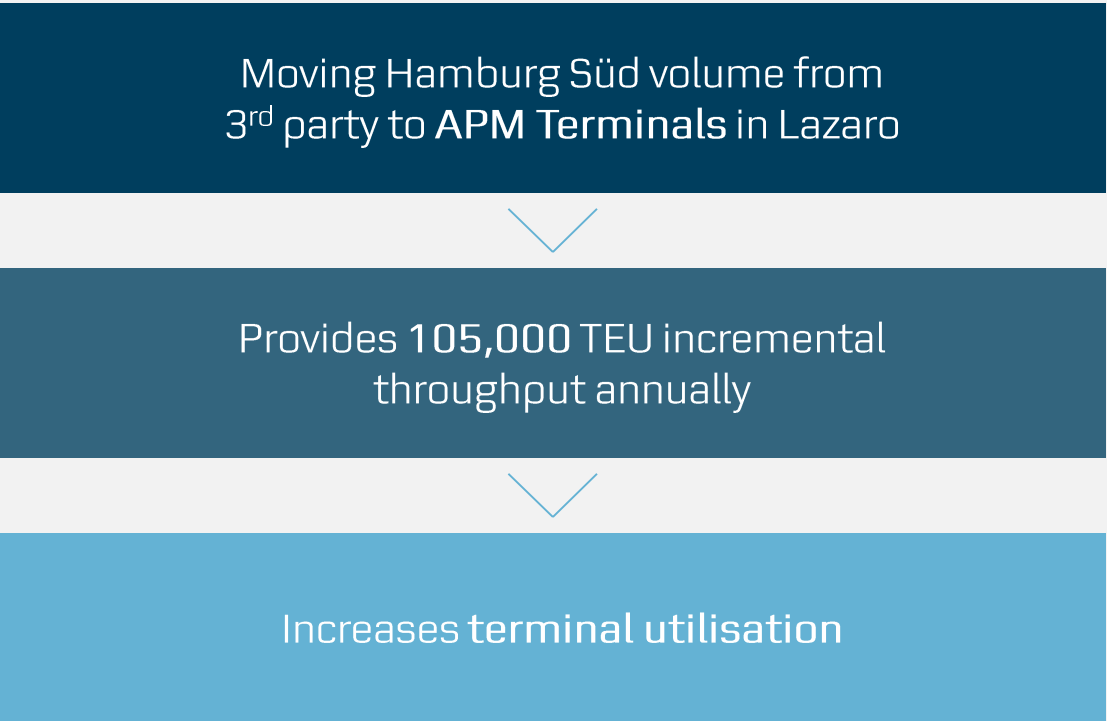 Moving Hamburg Süd volume from
3rd party to APM Terminals in Lazaro
Provides 105,000 TEU incremental
throughput annually
Increases terminal utilisation